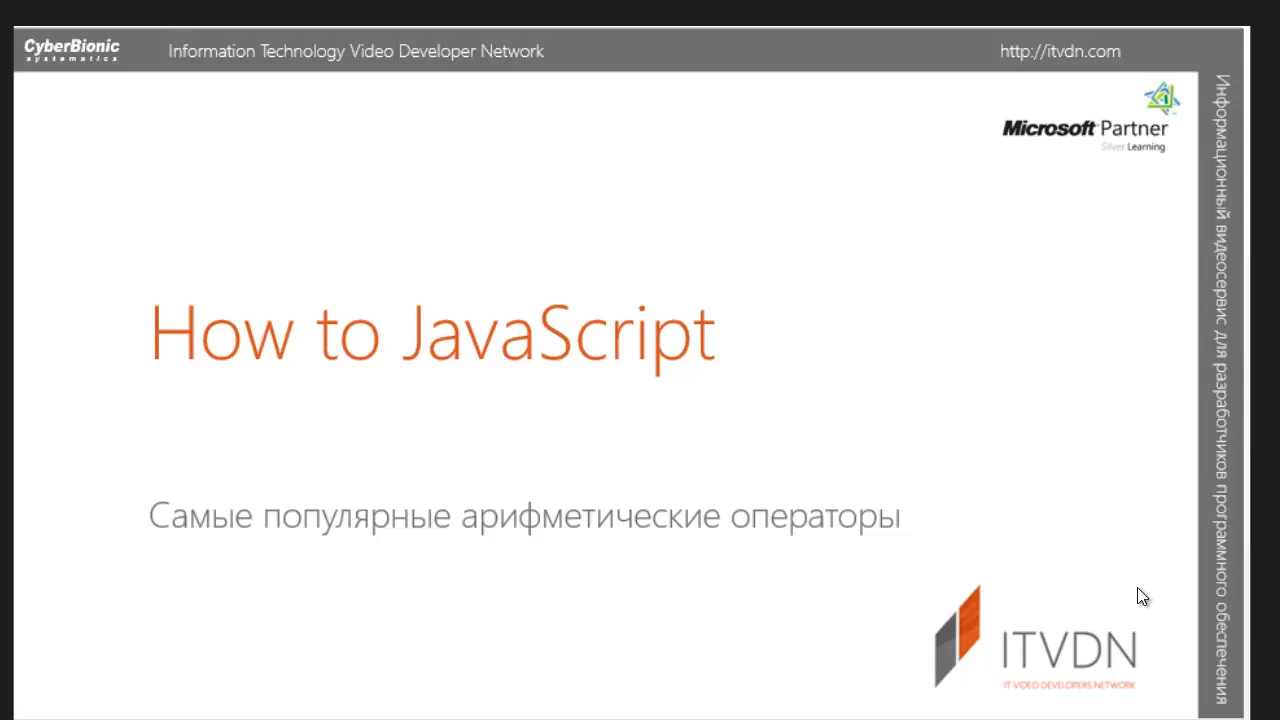 CyberBionic
systematics
Information Technology Video Developer Network
http://itvdn.com
Microsoft Partner
Silver Learning
How to JavaScript
Самые популярные арифметические операторы
ITVDN
IT VIDEO DEVELOPERS NETWORK
Информационный видеосервис для разработчиков программного обеспечения